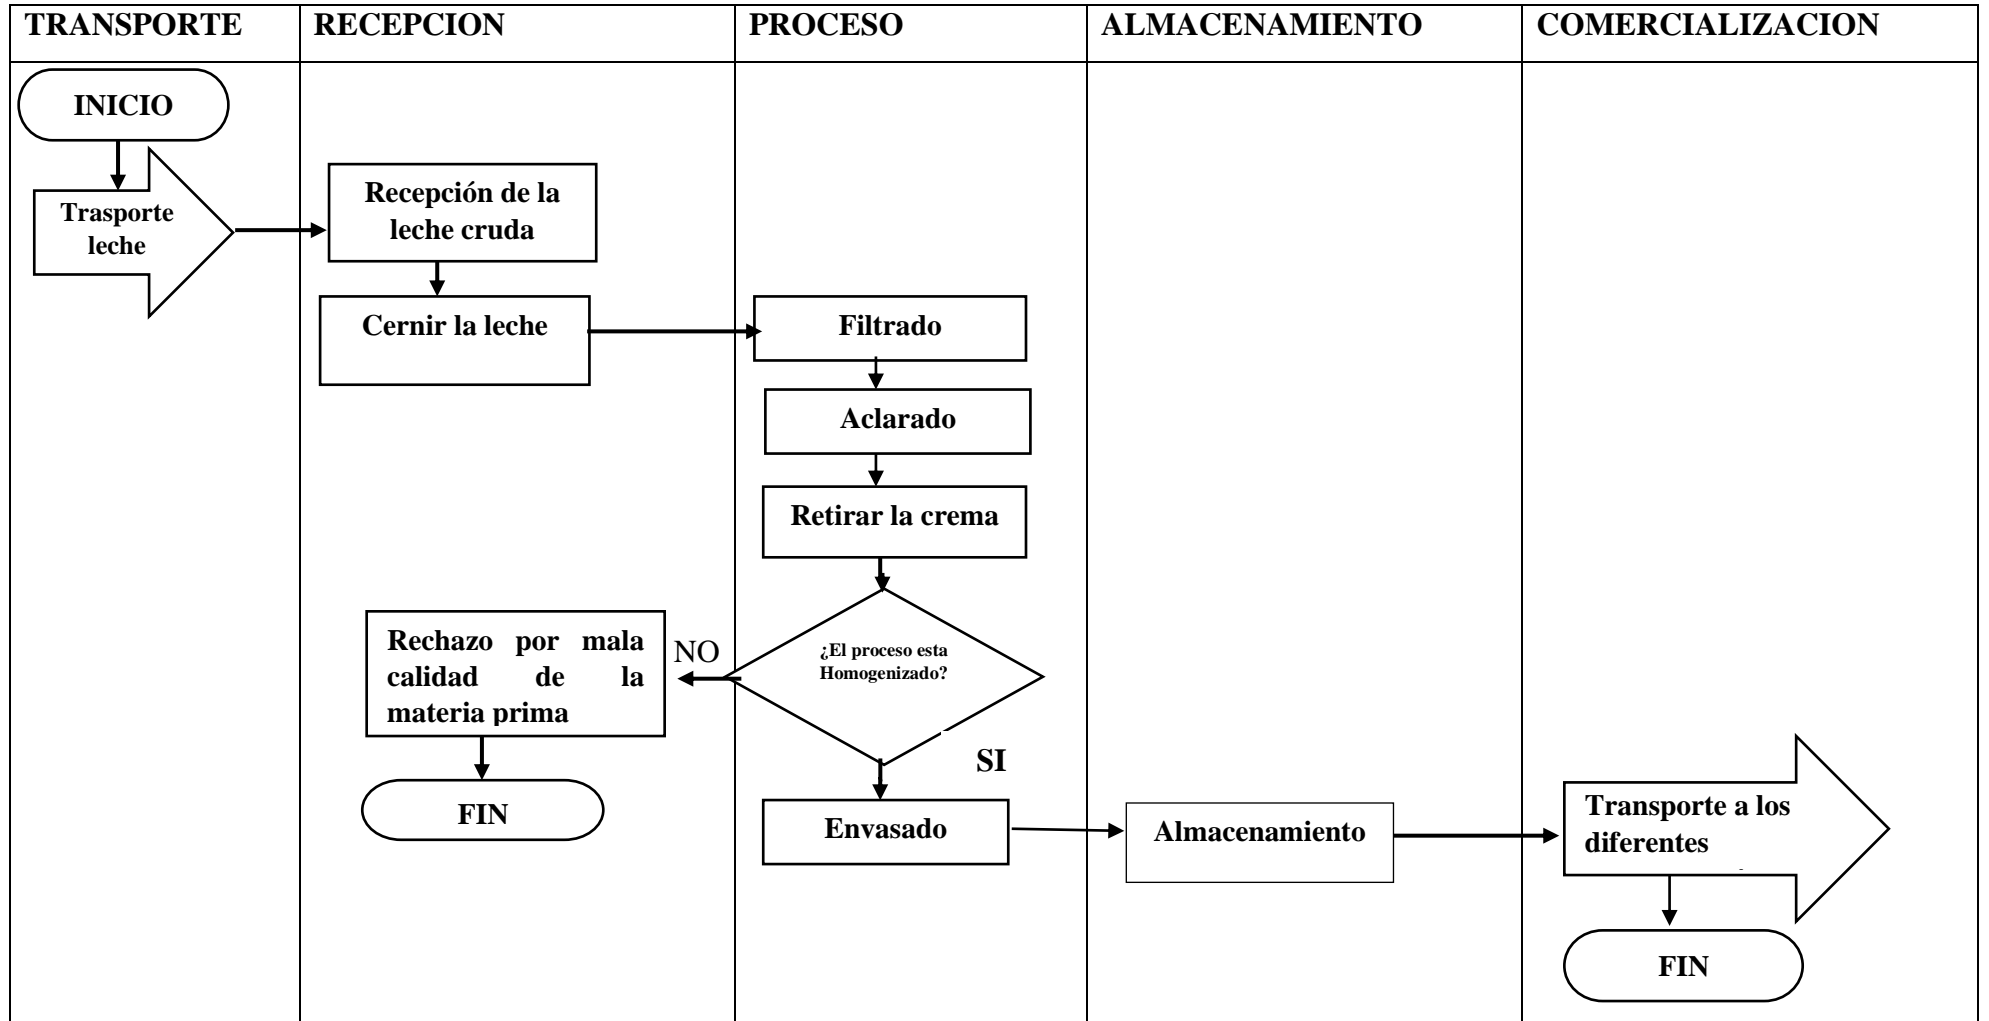 TRANSPORTE
RECEPCION
PROCESO
ALMACENAMIENTO
COMERCIALIZACION
INICIO
Trasporte
leche
Recepción de la
leche cruda
Cernir la leche
Filtrado
Aclarado
Retirar la crema
¿El proceso esta
Homogenizado?
NO
Rechazo por mala
calidad de la
materia prima
FIN
SI
Envasado
Almacenamiento
Transporte a los
diferentes
FIN